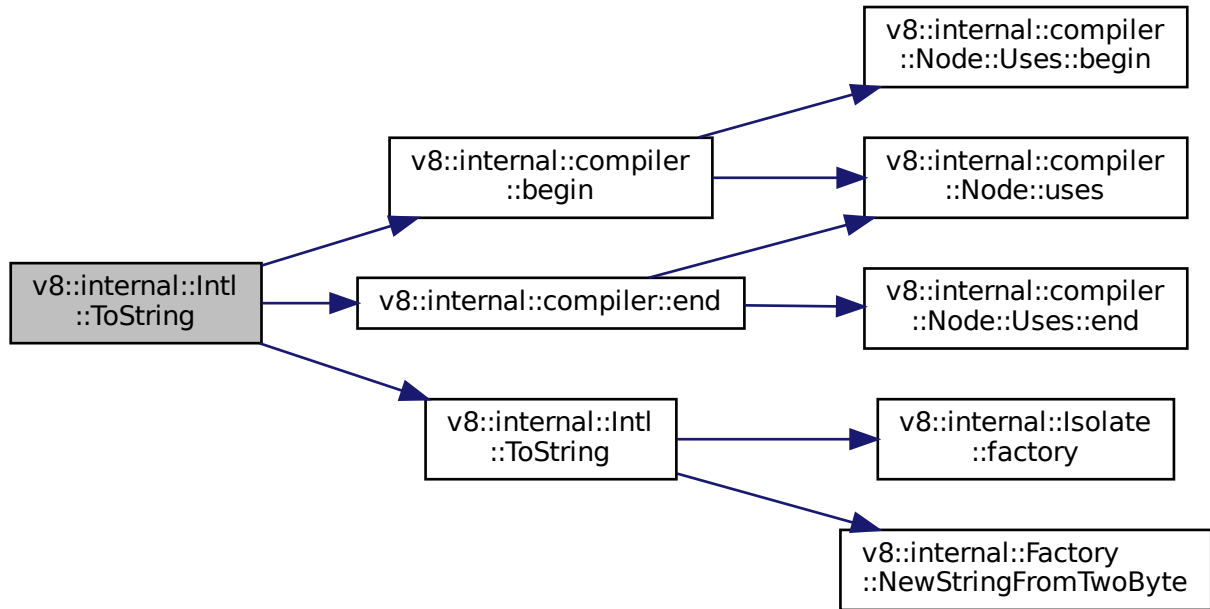 v8::internal::Intl
::ToString
v8::internal::compiler
::begin
v8::internal::compiler::end
v8::internal::Intl
::ToString
v8::internal::compiler
::Node::Uses::begin
v8::internal::compiler
::Node::uses
v8::internal::compiler
::Node::Uses::end
v8::internal::Isolate
::factory
v8::internal::Factory
::NewStringFromTwoByte